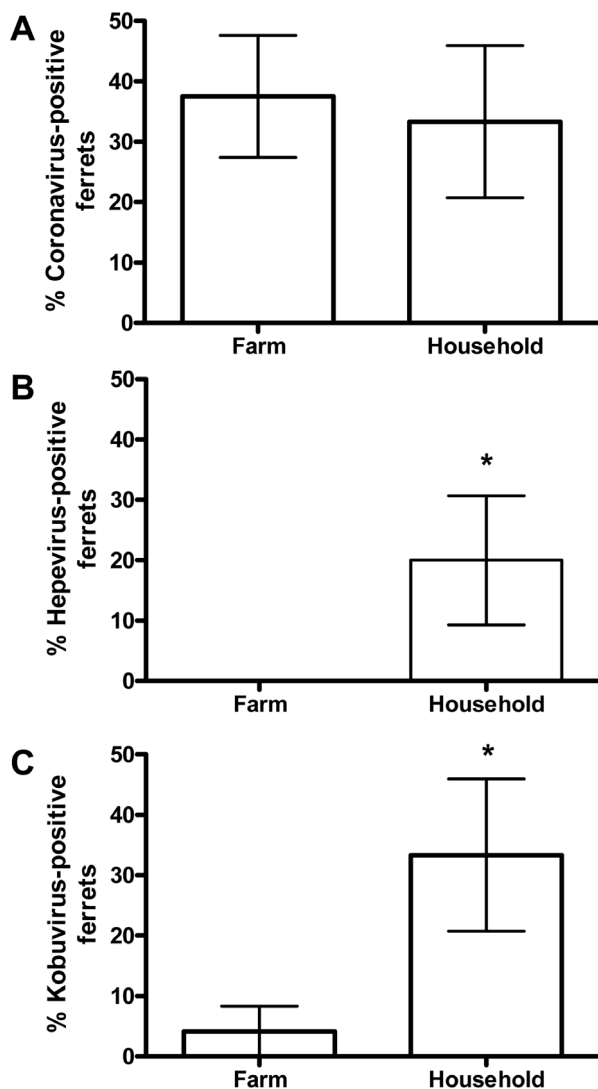 A
% Coronavirus-positive
ferrets
50
40
30
20
10
0
Farm Household
B
% Hepevirus-positive
ferrets
50
40
30
20
10
0
*
Farm Household
C
% Kobuvirus-positive
ferrets
50
40
30
20
10
0
*
Farm Household